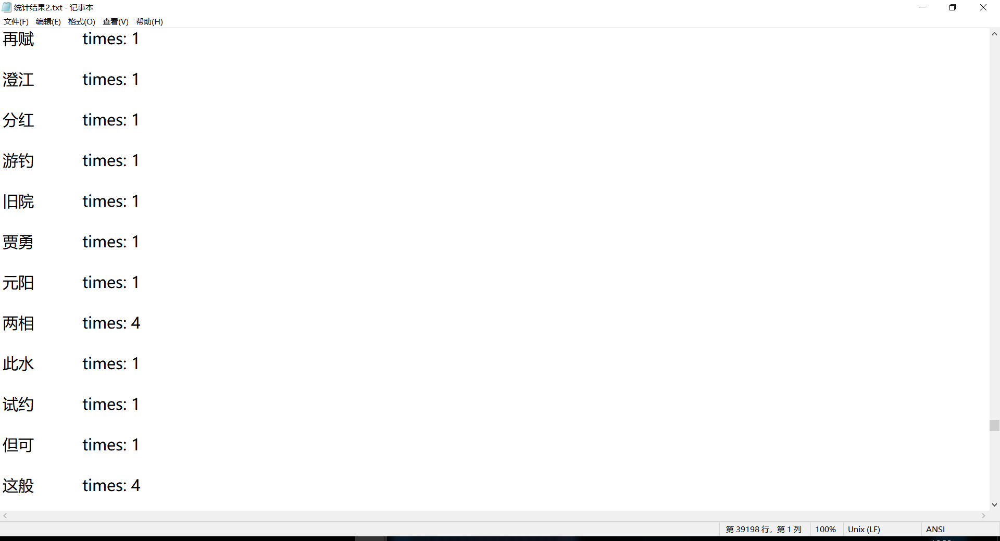 统计结果2.txt - 记事本
文件(F) 编辑(E) 格式(O) 查看(V) 帮助(H)
再赋 times: 1
澄江 times: 1
分红 times: 1
游钓 times: 1
旧院 times: 1
贾勇 times: 1
元阳 times: 1
两相 times: 4
此水 times: 1
试约 times: 1
但可 times: 1
这般 times: 4
第 39198 行，第 1 列 100% Unix (LF) ANSI